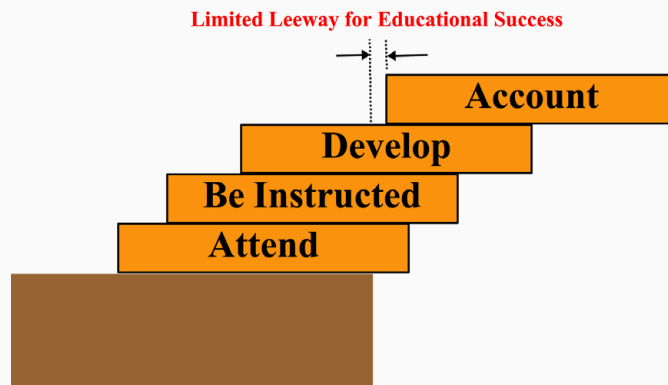 Limited Leeway for Educational Success
Account
Develop
Be Instructed
Attend